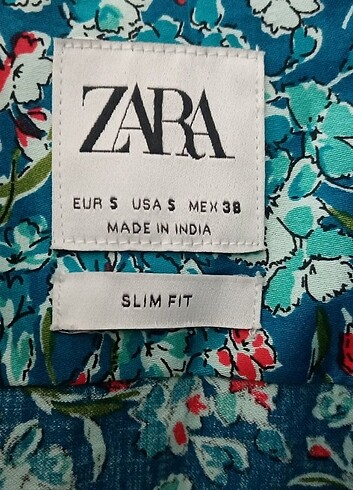 ZARA
EUR S USA S MEX 38
MADE IN INDIA
SLIM FIT